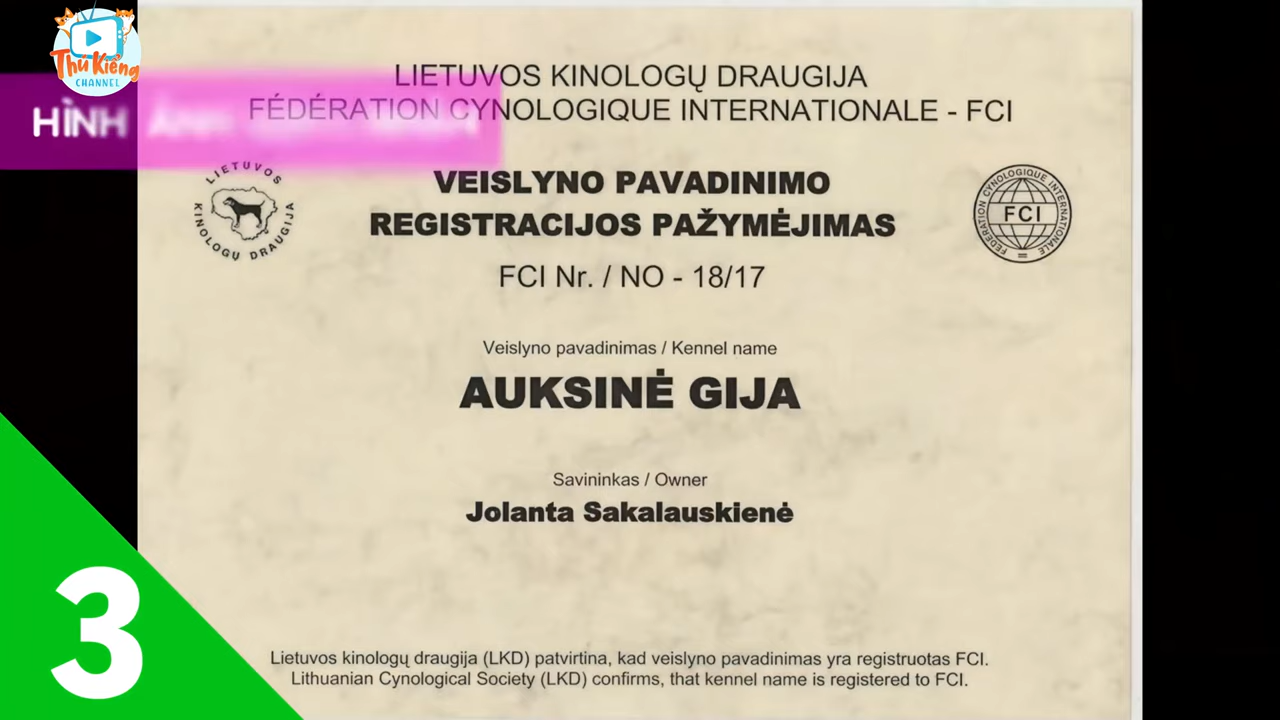 Thú Kiểng
CHANNEL
HÌNH
LIETUVOS KINOLOGŲ DRAUGIJA
FÉDÉRATION CYNOLOGIQUE INTERNATIONALE - FCI
LIETUVOS KINOLOGŲ DRAUGIJA
VEISLYNO PAVADINIMO
REGISTRACIJOS PAŽYMĖJIMAS
FEDERATION CYNOLOGIQUE INTERNATIONALE
FCI
FCI Nr. / NO - 18/17
Veislyno pavadinimas / Kennel name
AUKSINĖ GIJA
Savininkas / Owner
Jolanta Sakalauskienė
3
Lietuvos kinologų draugija (LKD) patvirtina, kad veislyno pavadinimas yra registruotas FCI.
Lithuanian Cynological Society (LKD) confirms, that kennel name is registered to FCI.